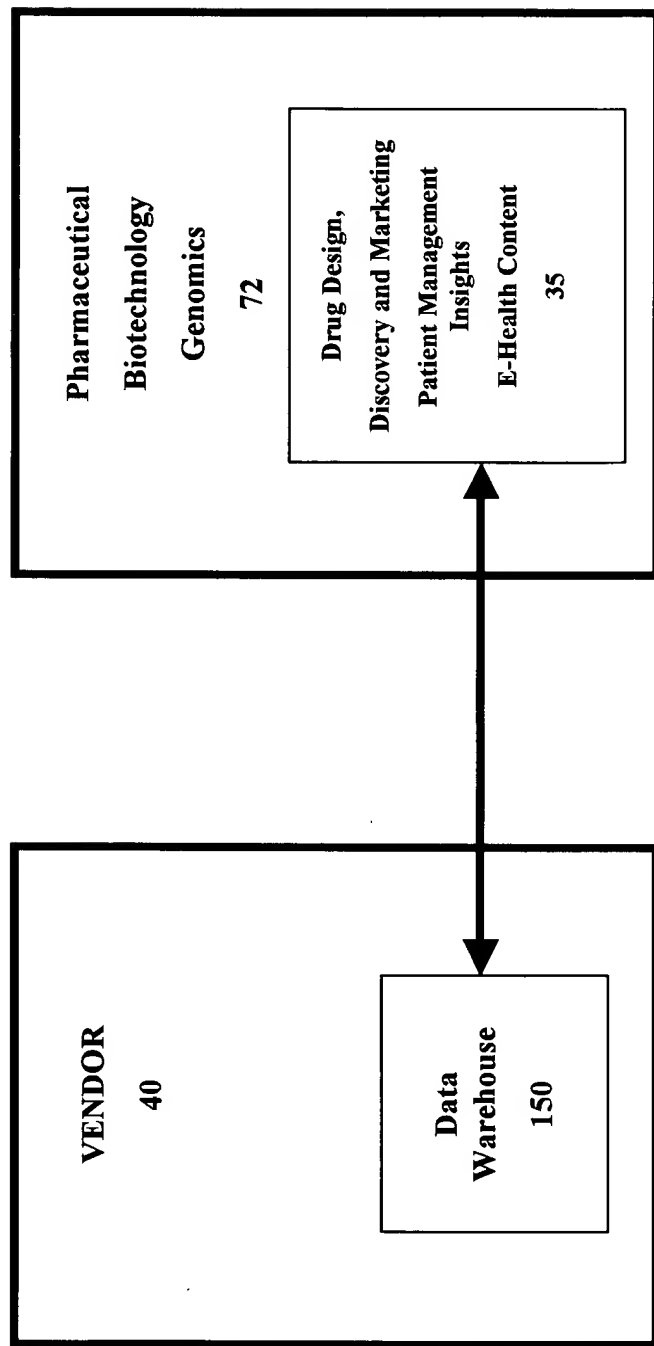 VENDOR
40
Data
Warehouse
150
Pharmaceutical
Biotechnology
Genomics
72
Drug Design,
Discovery and Marketing
Patient Management
Insights
E-Health Content
35